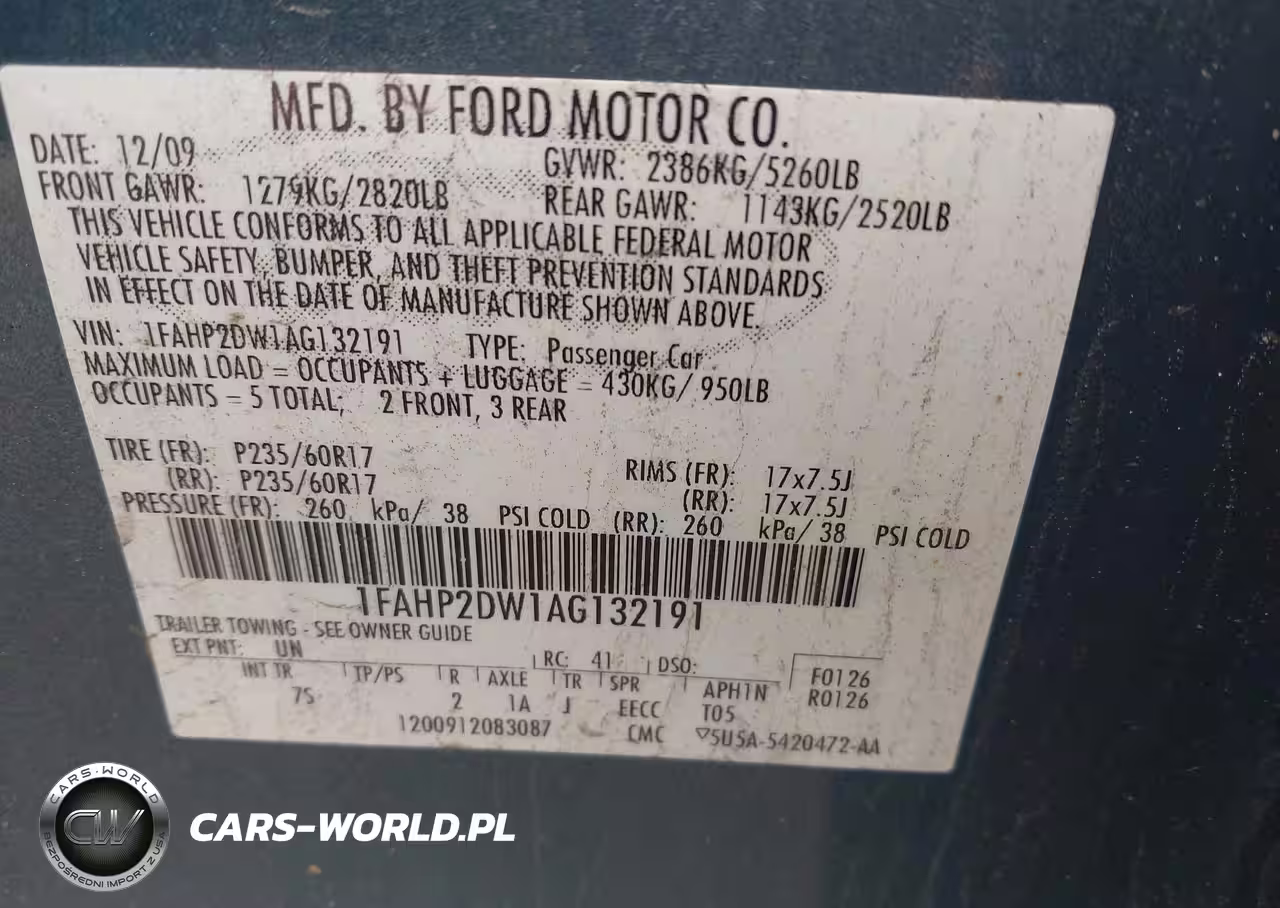 MFD. BY FORD MOTOR CO.
DATE: 12/09 GVWR: 2386KG/5260LB
FRONT GAWR: 1279KG/2820LB REAR GAWR: 1143KG/2520LB
THIS VEHICLE CONFORMS TO ALL APPLICABLE FEDERAL MOTOR
VEHICLE SAFETY, BUMPER, AND THEFT PREVENTION STANDARDS
IN EFFECT ON THE DATE OF MANUFACTURE SHOWN ABOVE.
VIN: 1FAHP2DW1AG132191 TYPE: Passenger Car
MAXIMUM LOAD = OCCUPANTS + LUGGAGE = 430KG/ 950LB
OCCUPANTS = 5 TOTAL; 2 FRONT, 3 REAR
TIRE (FR): P235/60R17 RIMS (FR): 17x7.5J
(RR): P235/60R17 (RR): 17x7.5J
PRESSURE (FR): 260 kPa/ 38 PSI COLD (RR): 260 kPa/ 38 PSI COLD
1FAHP2DW1AG132191
TRAILER TOWING - SEE OWNER GUIDE
EXT PNT: UN RC: 41 DSO: F0126
INT TR TP/PS R AXLE TR SPR APH1N R0126
7S 2 1A J EECC T05
1200912083087 CMC ▽5U5A-5420472-AA
CARS-WORLD
CW
BEZPOŚREDNI IMPORT Z USA
CARS-WORLD.PL